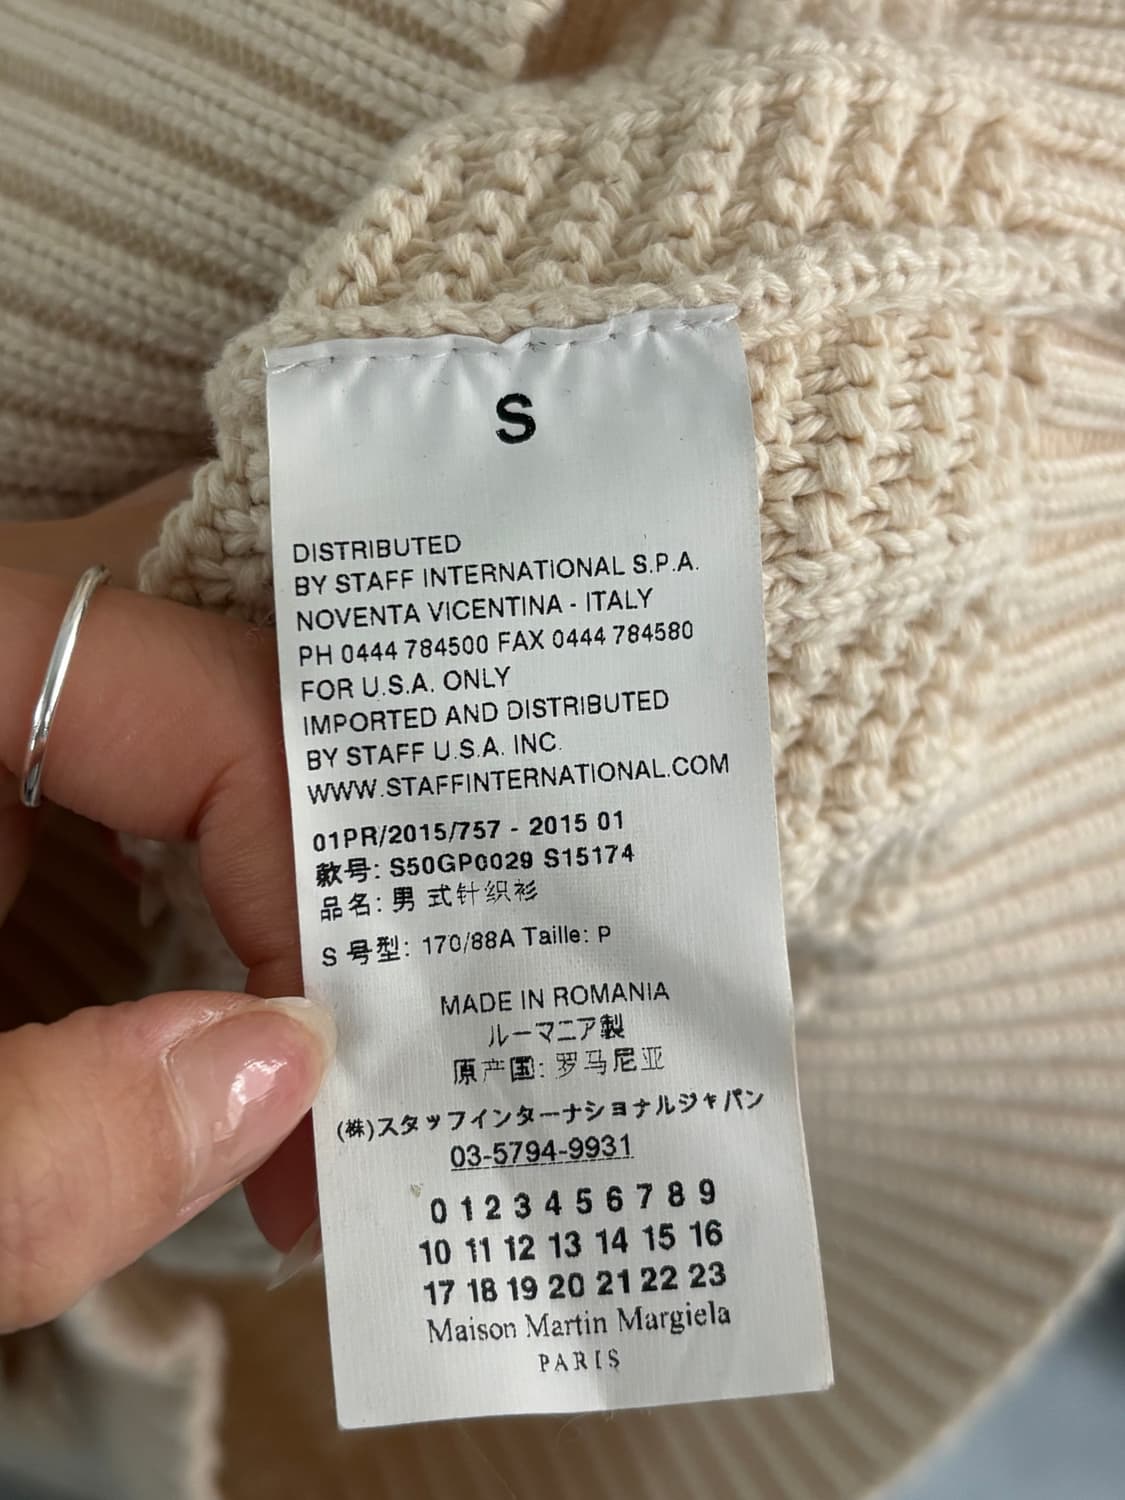 S
DISTRIBUTED
BY STAFF INTERNATIONAL S.P.A.
NOVENTA VICENTINA - ITALY
PH 0444 784500 FAX 0444 784580
FOR U.S.A. ONLY
IMPORTED AND DISTRIBUTED
BY STAFF U.S.A. INC.
WWW.STAFFINTERNATIONAL.COM
01PR/2015/757 - 2015 01
款号: S50GP0029 S15174
品名: 男式针织衫
S 号型: 170/88A Taille: P
MADE IN ROMANIA
ルーマニア製
原产国: 罗马尼亚
(株)スタッフインターナショナルジャパン
03-5794-9931
0 1 2 3 4 5 6 7 8 9
10 11 12 13 14 15 16
17 18 19 20 21 22 23
Maison Martin Margiela
PARIS